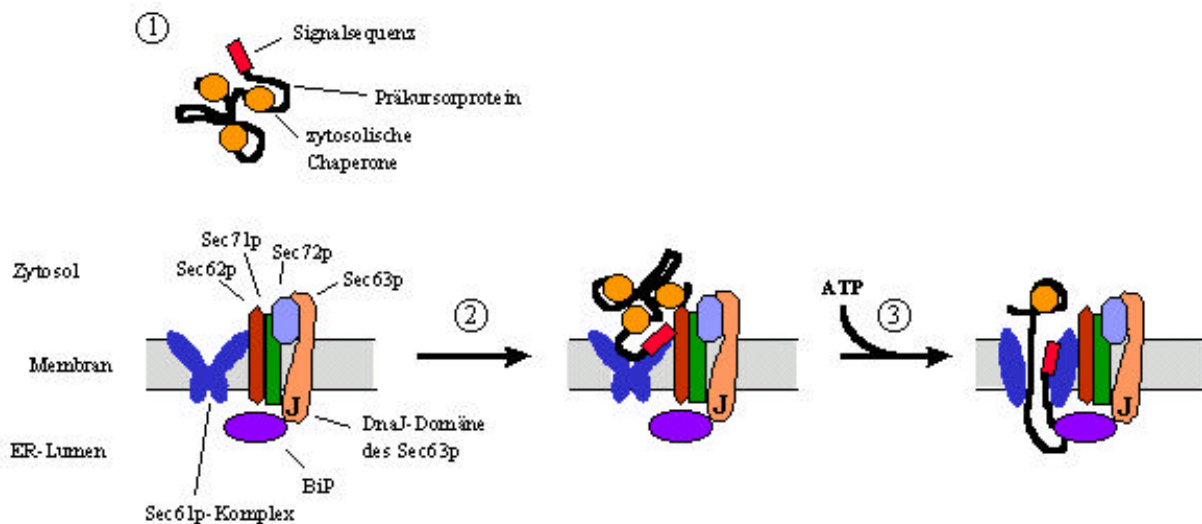 1
Signalsequenz
Präkursorprotein
zytosolische
Chaperone
Sec71p
Sec72p
Sec62p
Sec63p
Zytosol
ATP
2
3
Membran
J
J
J
DnaJ-Domäne
des Sec63p
ER-Lumen
BiP
Sec61p-Komplex